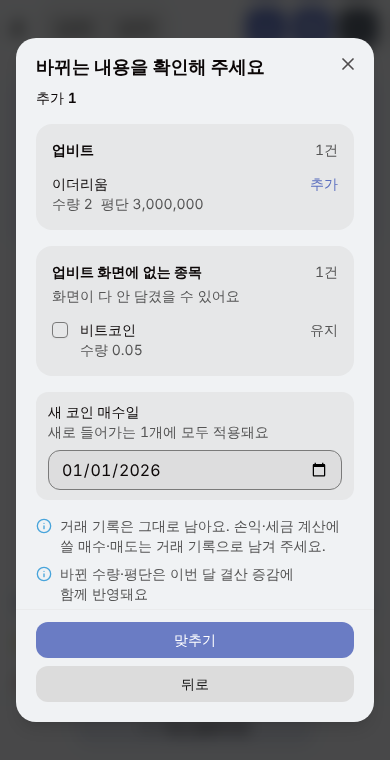 바뀌는 내용을 확인해 주세요
추가 1
업비트 1건
이더리움 추가
수량 2 평단 3,000,000
업비트 화면에 없는 종목 1건
화면이 다 안 담겼을 수 있어요
비트코인 유지
수량 0.05
새 코인 매수일
새로 들어가는 1개에 모두 적용돼요
01/01/2026
거래 기록은 그대로 남아요. 손익·세금 계산에
쓸 매수·매도는 거래 기록으로 남겨 주세요.
바뀐 수량·평단은 이번 달 결산 증감에
함께 반영돼요
맞추기
뒤로